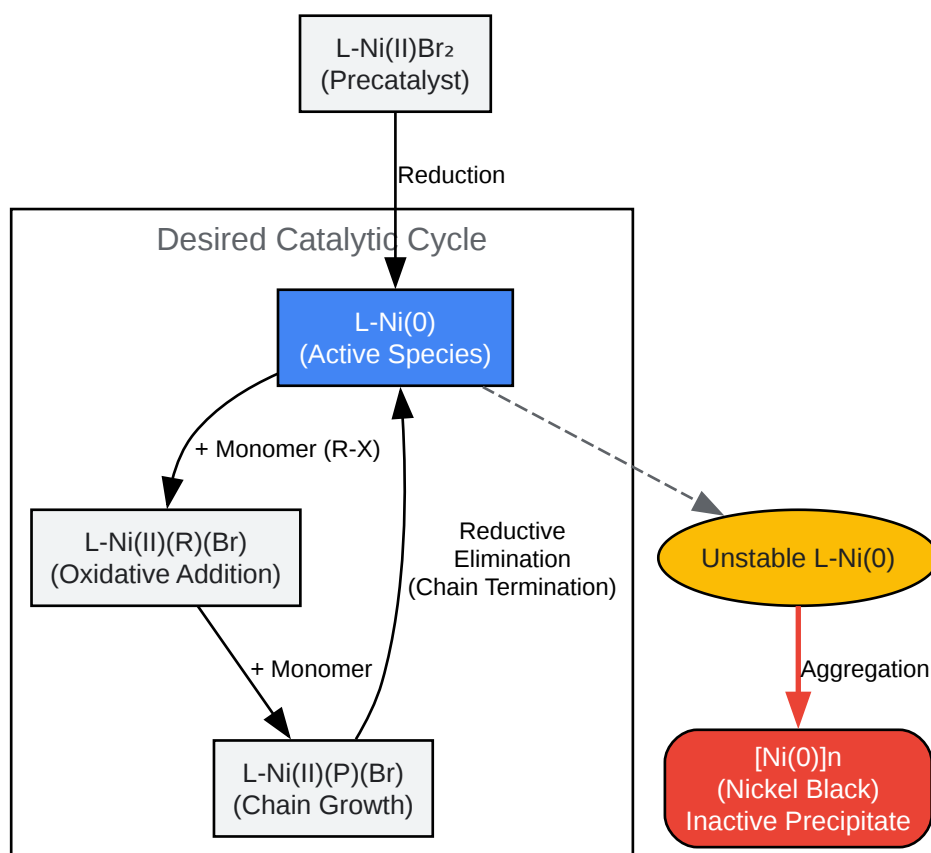 L-Ni(II)Br₂
(Precatalyst)
Reduction
Desired Catalytic Cycle
L-Ni(0)
(Active Species)
+ Monomer (R-X)
Reductive
Elimination
(Chain Termination)
L-Ni(II)(R)(Br)
(Oxidative Addition)
Unstable L-Ni(0)
+ Monomer
Aggregation
L-Ni(II)(P)(Br)
(Chain Growth)
[Ni(0)]n
(Nickel Black)
Inactive Precipitate